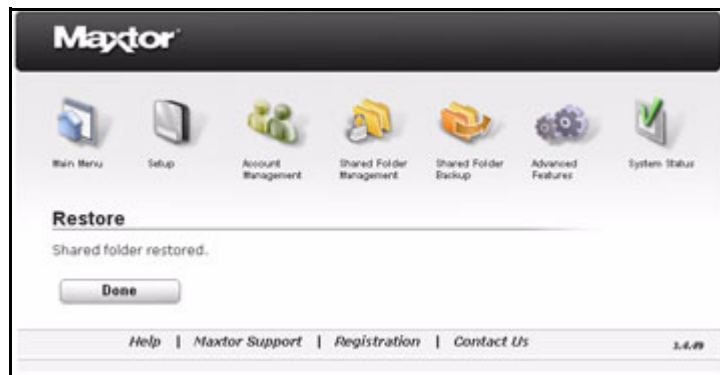 Maxtor
Main Menu
Setup
Account Management
Shared Folder Management
Shared Folder Backup
Advanced Features
System Status
Restore
Shared folder restored.
Done
Help | Maxtor Support | Registration | Contact Us